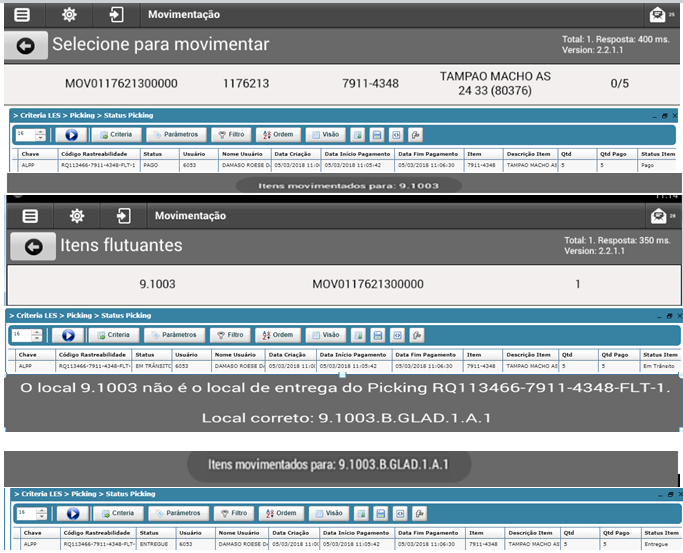 Movimentação
25
Selecione para movimentar
Total: 1. Resposta: 400 ms.
Version: 2.2.1.1
MOV0117621300000 1176213 7911-4348 TAMPAO MACHO AS 24 33 (80376) 0/5
> Criteria LES > Picking > Status Picking
16 Criteria Parámetros Filtro Ordem Visão
Chave Código Rastreabilidade Status Usuário Nome Usuário Data Criação Data Início Pagamento Data Fim Pagamento Item Descrição Item Qtd Qtd Pago Status Item
ALPP RQ113466-7911-4348-FLT-1 PAGO 6053 DAMASO ROESE D 05/03/2018 11:0 05/03/2018 11:05:42 05/03/2018 11:06:30 7911-4348 TAMPAO MACHO AS 5 5 Pago
Itens movimentados para: 9.1003
11:14
Movimentação
28
Itens flutuantes
Total: 1. Resposta: 350 ms.
Version: 2.2.1.1
9.1003 MOV0117621300000 1
> Criteria LES > Picking > Status Picking
16 Criteria Parámetros Filtro Ordem Visão
Chave Código Rastreabilidade Status Usuário Nome Usuário Data Criação Data Início Pagamento Data Fim Pagamento Item Descrição Item Qtd Qtd Pago Status Item
ALPP RQ113466-7911-4348-FLT- EM TRÂNSITO 6053 DAMASO ROESE D 05/03/2018 11:0 05/03/2018 11:05:42 05/03/2018 11:06:30 7911-4348 TAMPAO MACHO AS 5 5 Em Trânsito
O local 9.1003 não é o local de entrega do Picking RQ113466-7911-4348-FLT-1.
Local correto: 9.1003.B.GLAD.1.A.1
Itens movimentados para: 9.1003.B.GLAD.1.A.1
> Criteria LES > Picking > Status Picking
16 Criteria Parámetros Filtro Ordem Visão
Chave Código Rastreabilidade Status Usuário Nome Usuário Data Criação Data Início Pagamento Data Fim Pagamento Item Descrição Item Qtd Qtd Pago Status Item
ALPP RQ113466-7911-4348-FLT- ENTREGUE 6053 DAMASO ROESE D 05/03/2018 11:0 05/03/2018 11:05:42 05/03/2018 11:06:30 7911-4348 TAMPAO MACHO AS 5 5 Entregue